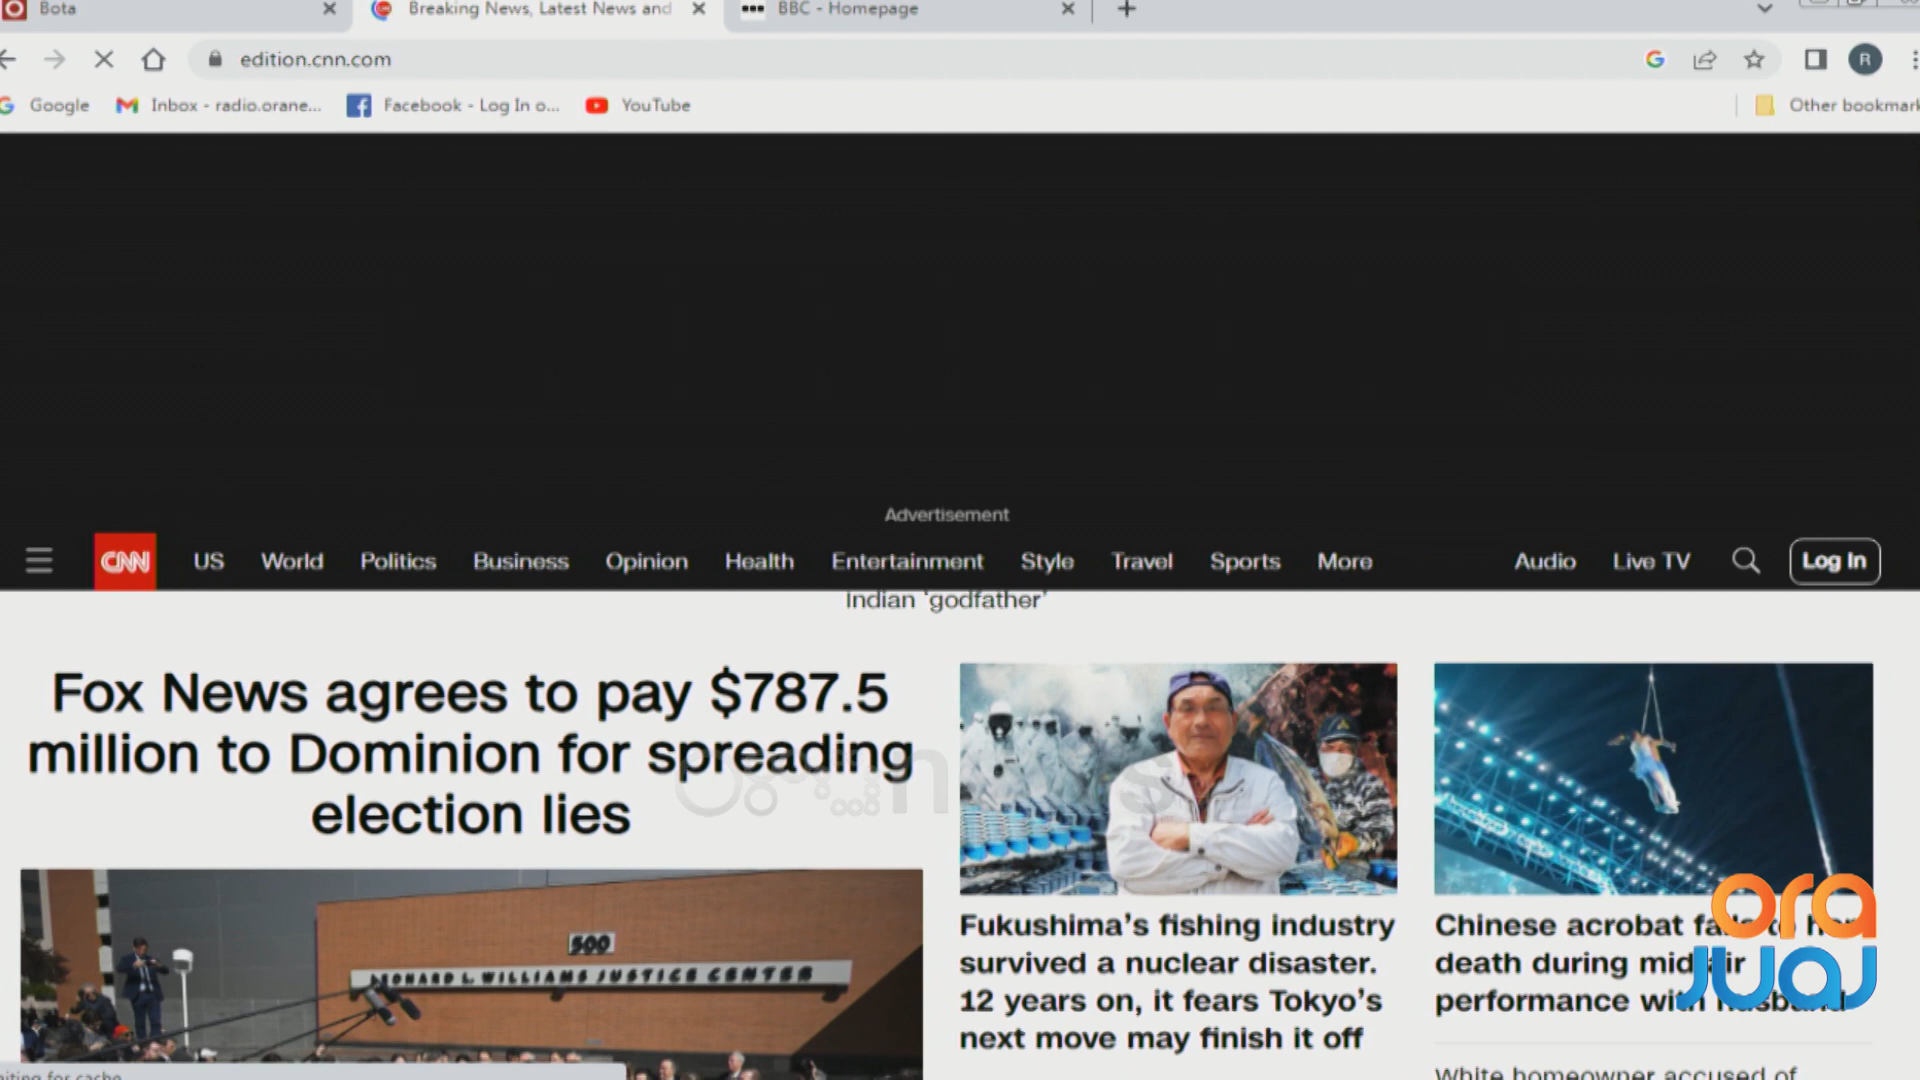 Bota
Breaking News, Latest News and
BBC - Homepage
edition.cnn.com
R
Google
Inbox - radio.orane...
Facebook - Log In o...
YouTube
Other bookmark
Advertisement
CNN
US
World
Politics
Business
Opinion
Health
Entertainment
Style
Travel
Sports
More
Audio
Live TV
Log In
Indian ‘godfather’
Fox News agrees to pay $787.5
million to Dominion for spreading
election lies
500
LEONARD L. WILLIAMS JUSTICE CENTER
Fukushima’s fishing industry
survived a nuclear disaster.
12 years on, it fears Tokyo’s
next move may finish it off
Chinese acrobat
death during
performance
ora
juaj
White homeowner accused of
for cache